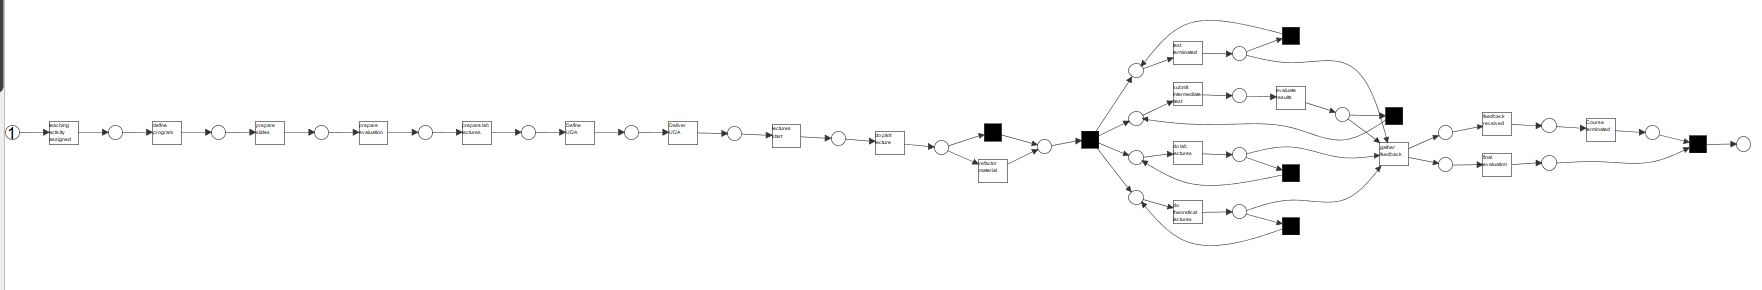 1
teaching
activity
assigned
define
program
prepare
slides
prepare
evaluation
prepare lab
lectures
Define
UDA
Deliver
UDA
lectures
start
do pilot
lecture
refactor
material
test
terminated
submit
intermediate
test
evaluate
results
do lab
lectures
do
theoretical
lectures
gather
feedback
feedback
received
final
evaluation
Course
terminated